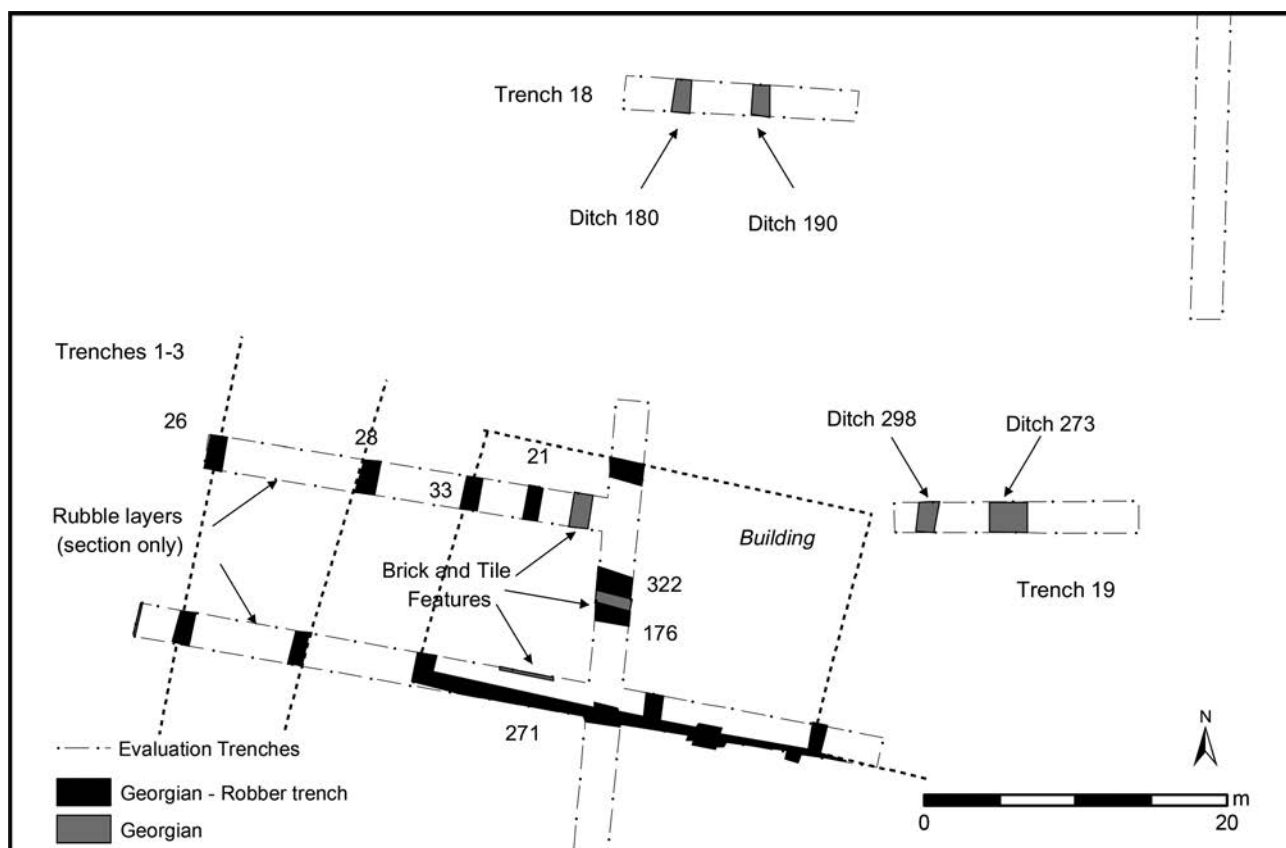 Trench 18
Ditch 180
Ditch 190
Trenches 1-3
26
28
21
33
Ditch 298
Ditch 273
Rubble layers
(section only)
Building
Brick and Tile
Features
322
176
Trench 19
271
N
Evaluation Trenches
Georgian - Robber trench
Georgian
m
0
20